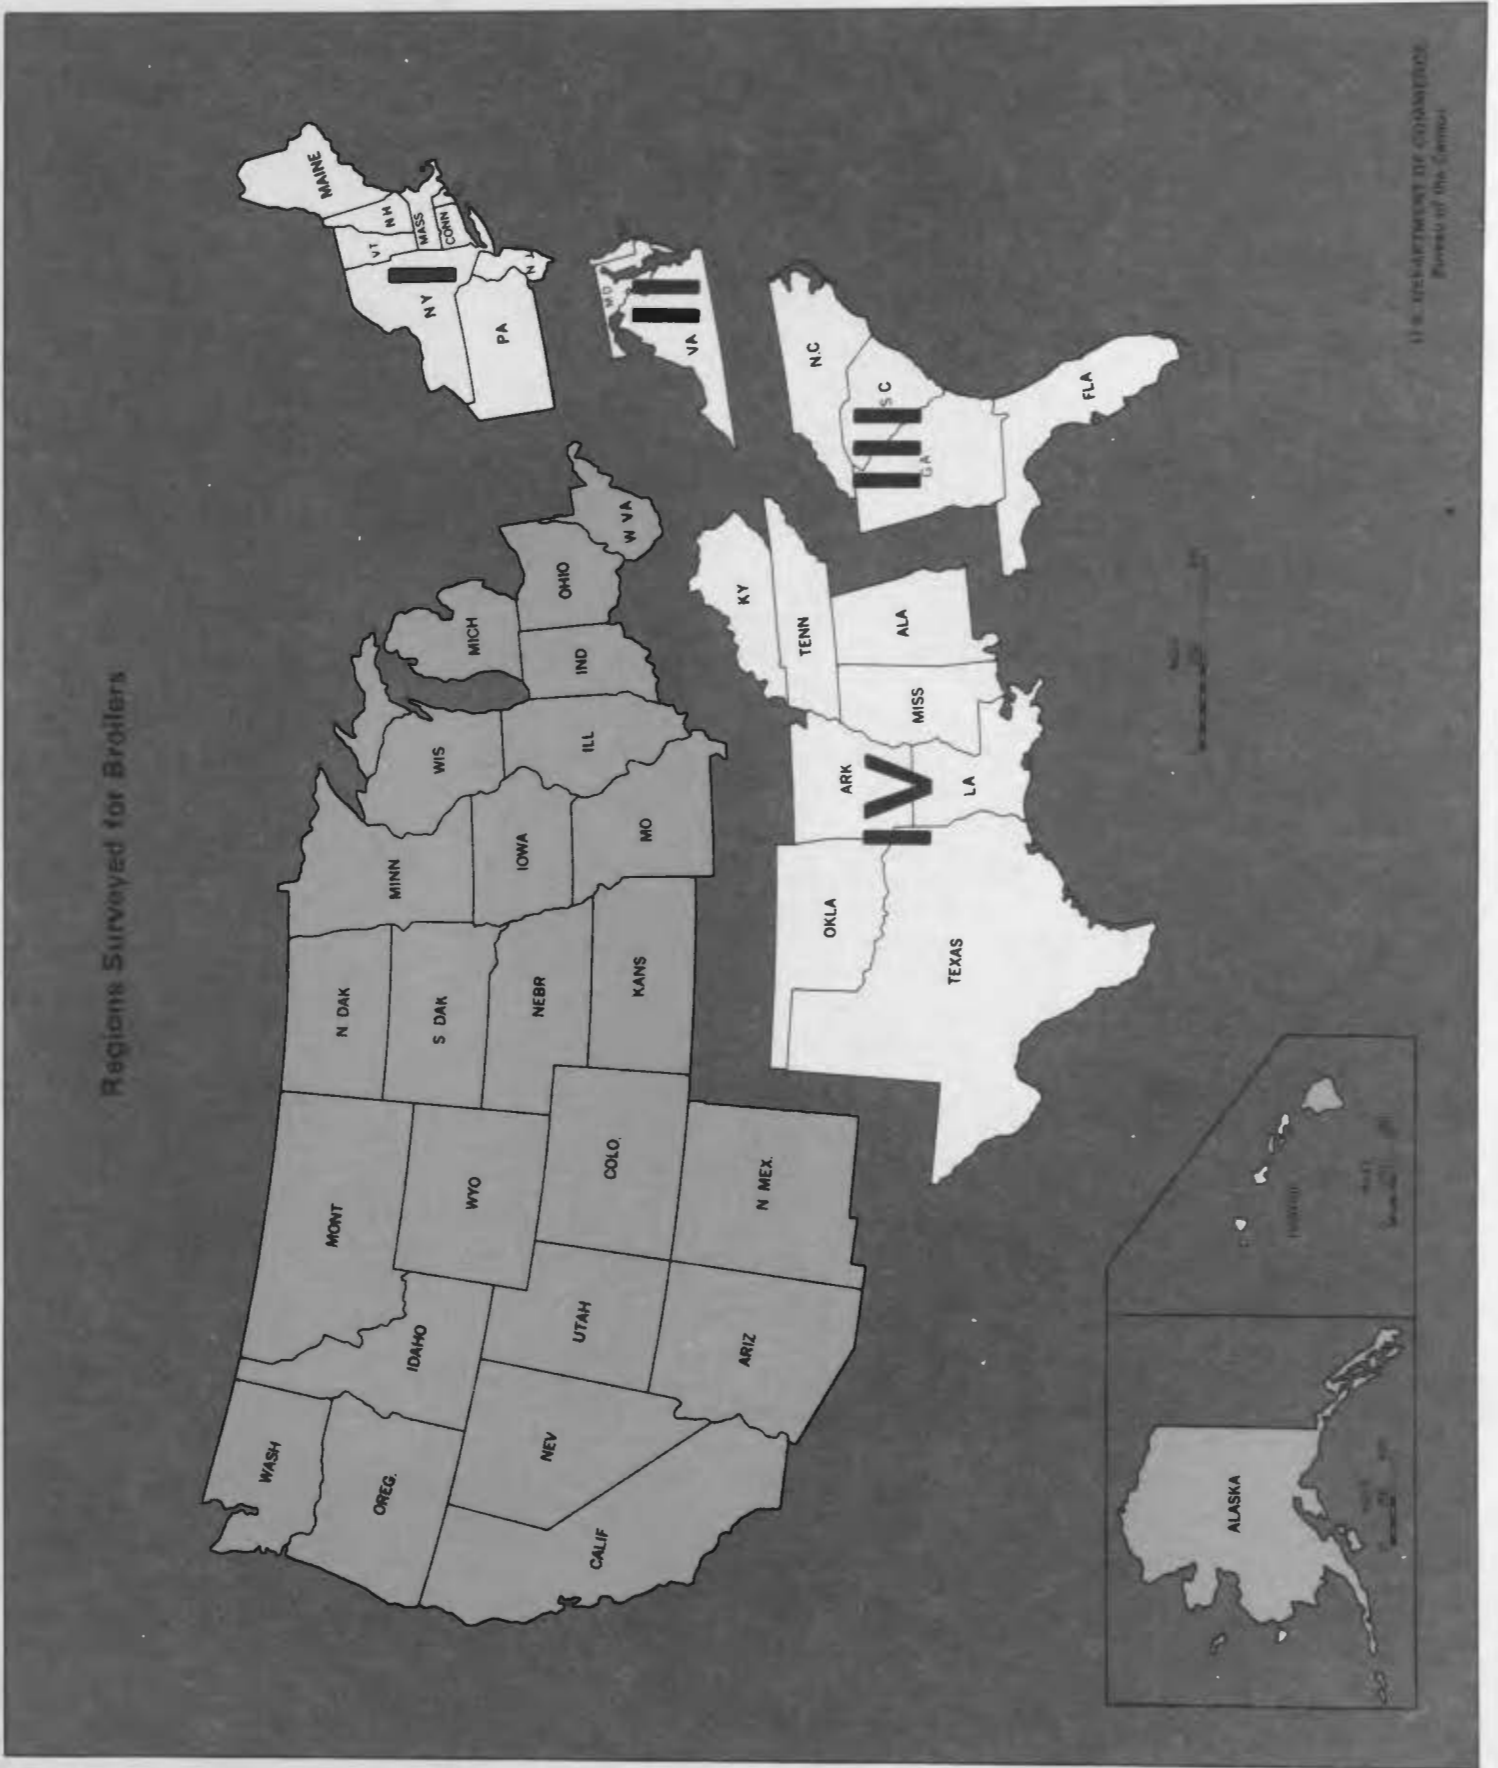 Regions Surveyed for Broilers
WASH
OREG.
CALIF
NEV
IDAHO
MONT
WYO
UTAH
COLO.
ARIZ
N MEX.
N DAK
S DAK
NEBR
KANS
MINN
IOWA
MO
WIS
ILL
MICH
IND
OHIO
W VA
MAINE
N H
VT
MASS
CONN
N Y
I
N J
PA
MD
II
VA
N.C
S C
III
GA
FLA
KY
TENN
ALA
MISS
ARK
IV
LA
OKLA
TEXAS
ALASKA
U.S. DEPARTMENT OF COMMERCE
Bureau of the Census